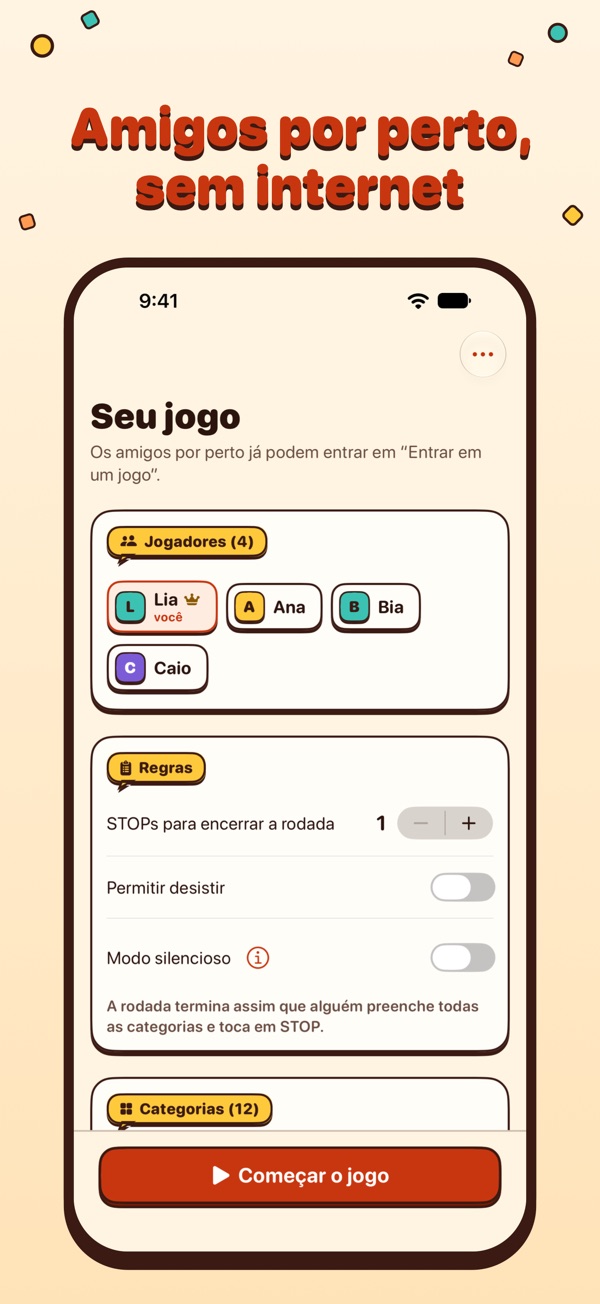 Amigos por perto,
sem internet
9:41
Seu jogo
Os amigos por perto já podem entrar em “Entrar em
um jogo”.
Jogadores (4)
L Lia
você
A Ana
B Bia
C Caio
Regras
STOPs para encerrar a rodada 1 − +
Permitir desistir
Modo silencioso
A rodada termina assim que alguém preenche todas
as categorias e toca em STOP.
Categorias (12)
Começar o jogo